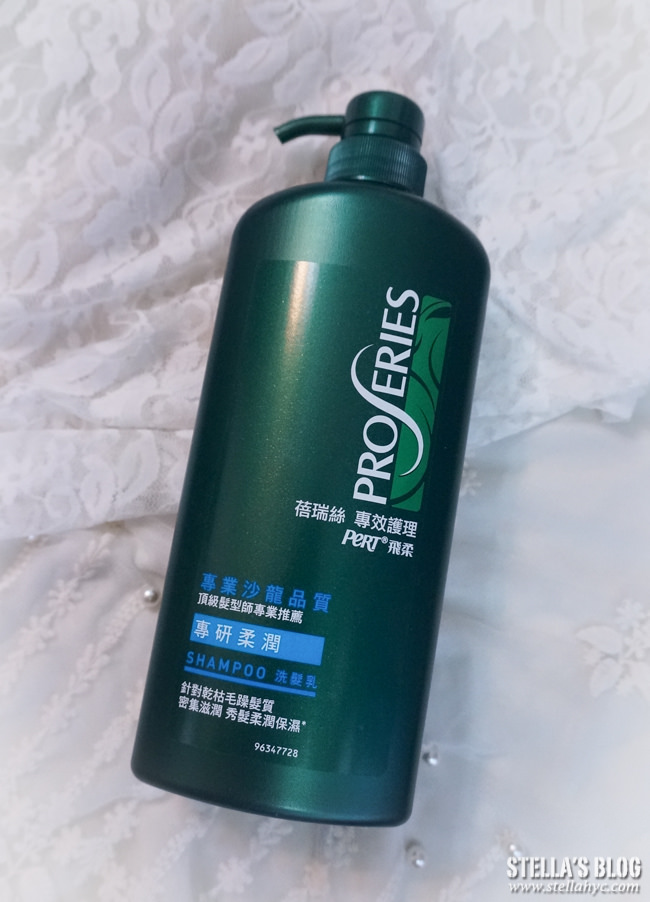 PROSERIES
蓓瑞絲 專效護理
PeRT®飛柔
專業沙龍品質
頂級髮型師專業推薦
專研柔潤
SHAMPOO 洗髮乳
針對乾枯毛躁髮質
密集滋潤 秀髮柔潤保濕*
96347728
STELLA'S BLOG
www.stellahyc.com